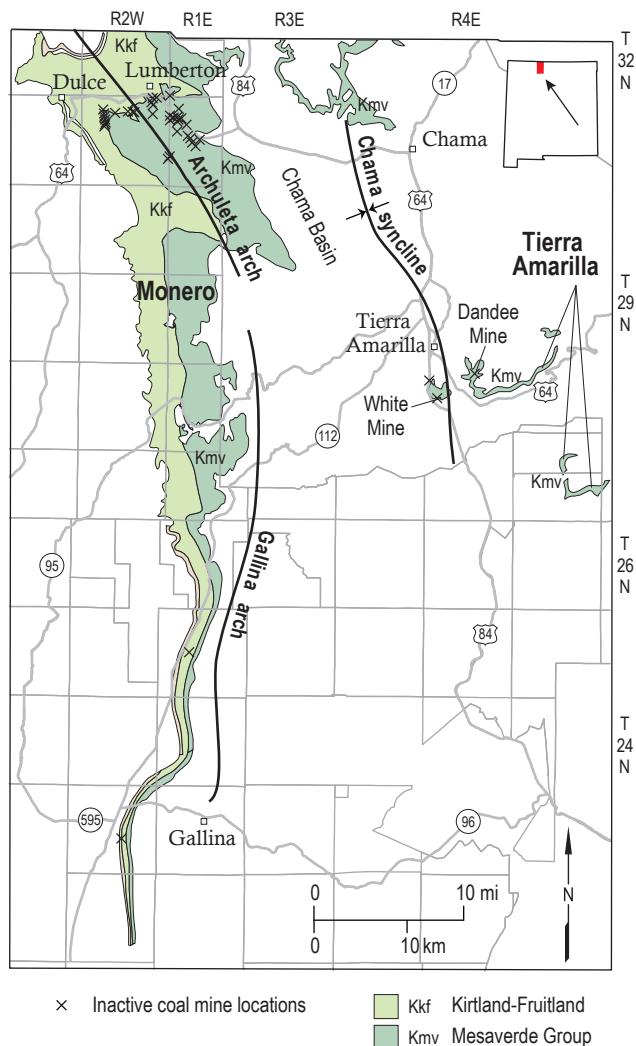 R2W R1E R3E R4E
T
32
N
Kkf
Lumberton
Dulce
84
17
Kmv
Chama
64
Kmv
Archuleta arch
Chama syncline
64
Chama Basin
Kkf
Tierra
Amarilla
T
29
N
Monero
Dandee
Mine
Tierra
Amarilla
Kmv
64
White
Mine
112
Kmv
Kmv
T
26
N
95
Gallina arch
84
T
24
N
595
Gallina
96
0 10 mi
0 10 km
N
× Inactive coal mine locations
Kkf Kirtland-Fruitland
Kmv Mesaverde Group